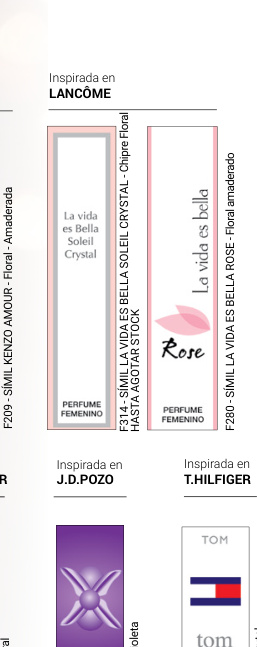 Inspirada en
LANCÔME
F209 - SÍMIL KENZO AMOUR - Floral - Amaderada
La vida
es Bella
Soleil
Crystal
PERFUME
FEMENINO
F314 - SÍMIL LA VIDA ES BELLA SOLEIL CRYSTAL - Chipre Floral
HASTA AGOTAR STOCK
La vida es bella
Rose
PERFUME
FEMENINO
F280 - SÍMIL LA VIDA ES BELLA ROSE - Floral amaderado
R
Inspirada en
J.D.POZO
Inspirada en
T.HILFIGER
al
oleta
TOM
tom